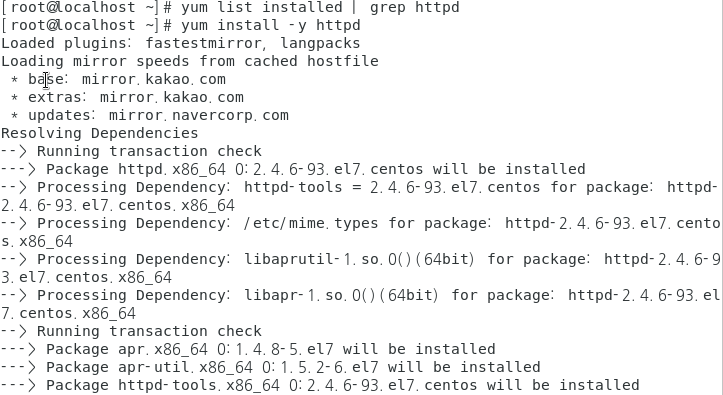 [root@localhost ~]# yum list installed | grep httpd
[root@localhost ~]# yum install -y httpd
Loaded plugins: fastestmirror, langpacks
Loading mirror speeds from cached hostfile
 * base: mirror.kakao.com
 * extras: mirror.kakao.com
 * updates: mirror.navercorp.com
Resolving Dependencies
--> Running transaction check
---> Package httpd.x86_64 0:2.4.6-93.el7.centos will be installed
--> Processing Dependency: httpd-tools = 2.4.6-93.el7.centos for package: httpd-
2.4.6-93.el7.centos.x86_64
--> Processing Dependency: /etc/mime.types for package: httpd-2.4.6-93.el7.cento
s.x86_64
--> Processing Dependency: libaprutil-1.so.0()(64bit) for package: httpd-2.4.6-9
3.el7.centos.x86_64
--> Processing Dependency: libapr-1.so.0()(64bit) for package: httpd-2.4.6-93.el
7.centos.x86_64
--> Running transaction check
---> Package apr.x86_64 0:1.4.8-5.el7 will be installed
---> Package apr-util.x86_64 0:1.5.2-6.el7 will be installed
---> Package httpd-tools.x86_64 0:2.4.6-93.el7.centos will be installed